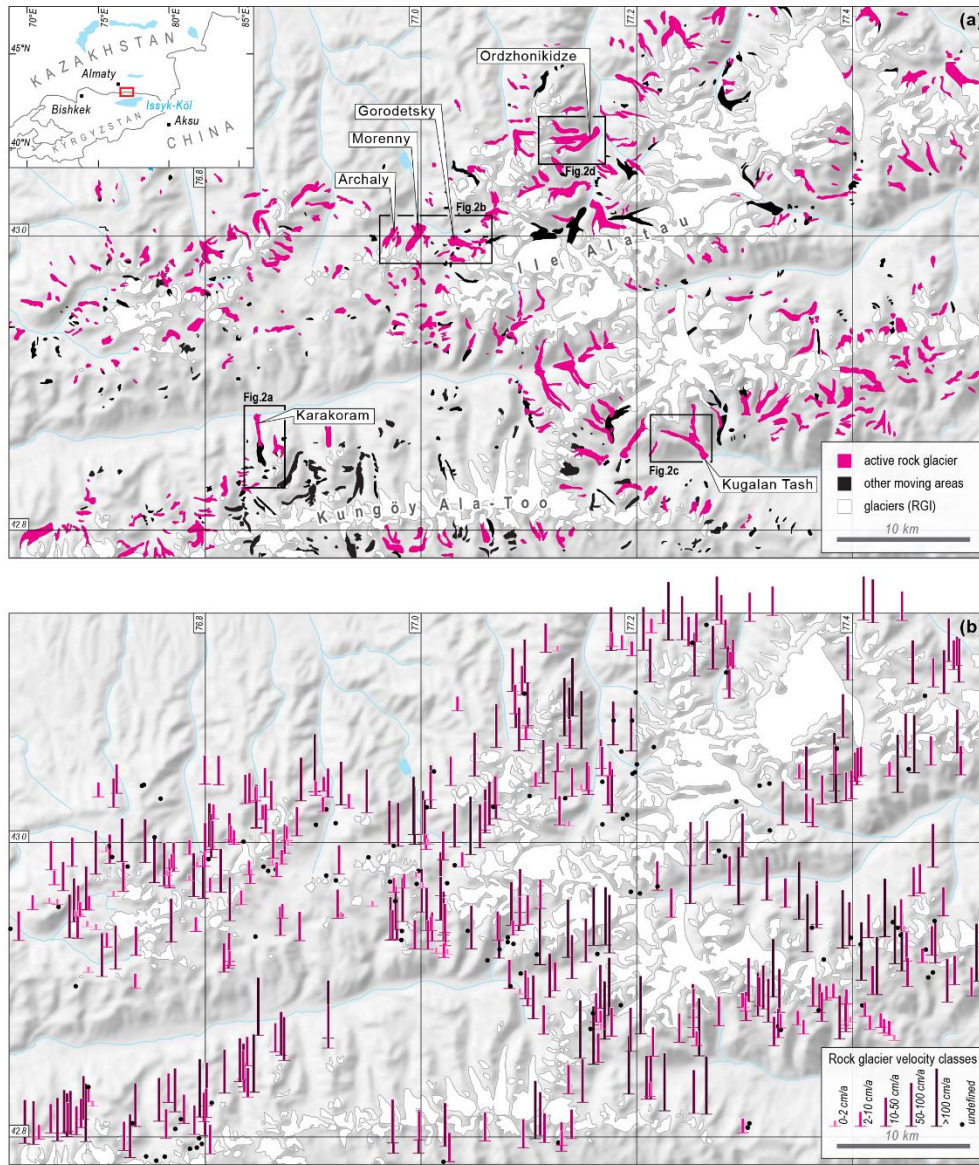 70°E
75°E
80°E
85°E
45°N
40°N
KAZAKHSTAN
Almaty
Bishkek
Issyk-Köl
KYRGYZSTAN
Aksu
CHINA
77.0
77.2
77.4
(a)
76.8
Ordzhonikidze
Gorodetsky
Morenny
Archaly
Fig.2d
Fig.2b
43.0
Ile Alatau
Fig.2a
Karakoram
Fig.2c
Kugalan Tash
Kungöy Ala-Too
42.8
active rock glacier
other moving areas
glaciers (RGI)
10 km
76.8
77.0
77.2
77.4
(b)
43.0
42.8
Rock glacier velocity classes
0-2 cm/a
2-10 cm/a
10-50 cm/a
50-100 cm/a
>100 cm/a
undefined
10 km